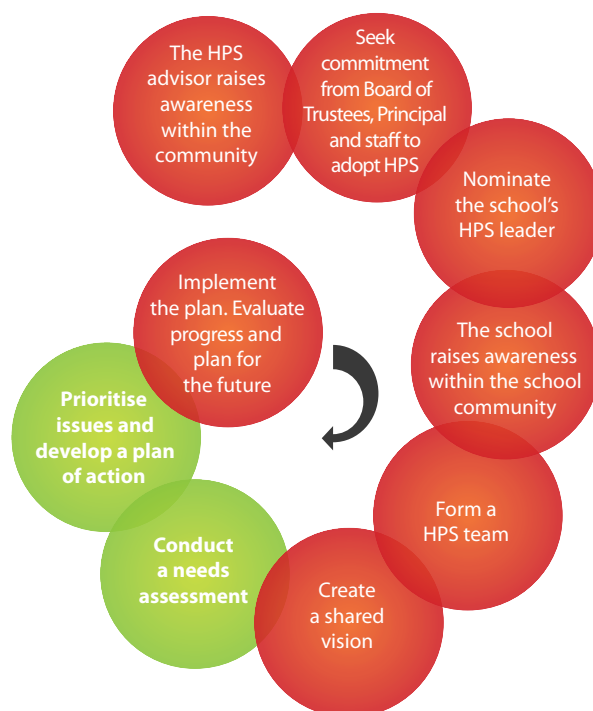 The HPS
advisor raises
awareness
within the
community
Seek
commitment
from Board of
Trustees, Principal
and staff to
adopt HPS
Nominate
the school's
HPS leader
The school
raises awareness
within the school
community
Form a
HPS team
Create
a shared
vision
Conduct
a needs
assessment
Prioritise
issues and
develop a plan
of action
Implement
the plan. Evaluate
progress and
plan for
the future